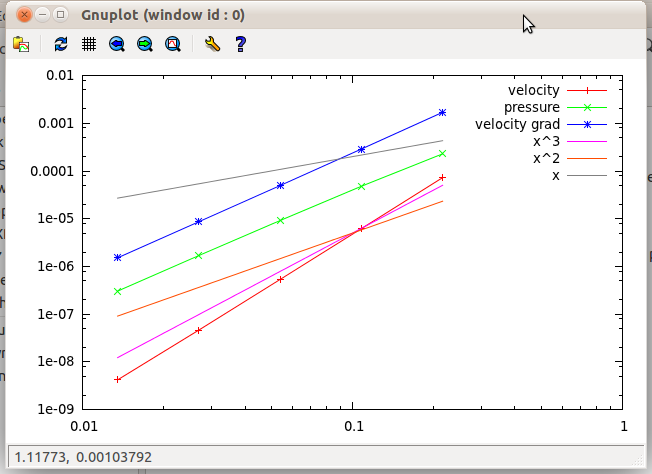 Gnuplot (window id : 0)
0.01
0.001
0.0001
1e-05
1e-06
1e-07
1e-08
1e-09
velocity
pressure
velocity grad
x^3
x^2
x
0.01
0.1
1
1.11773, 0.00103792